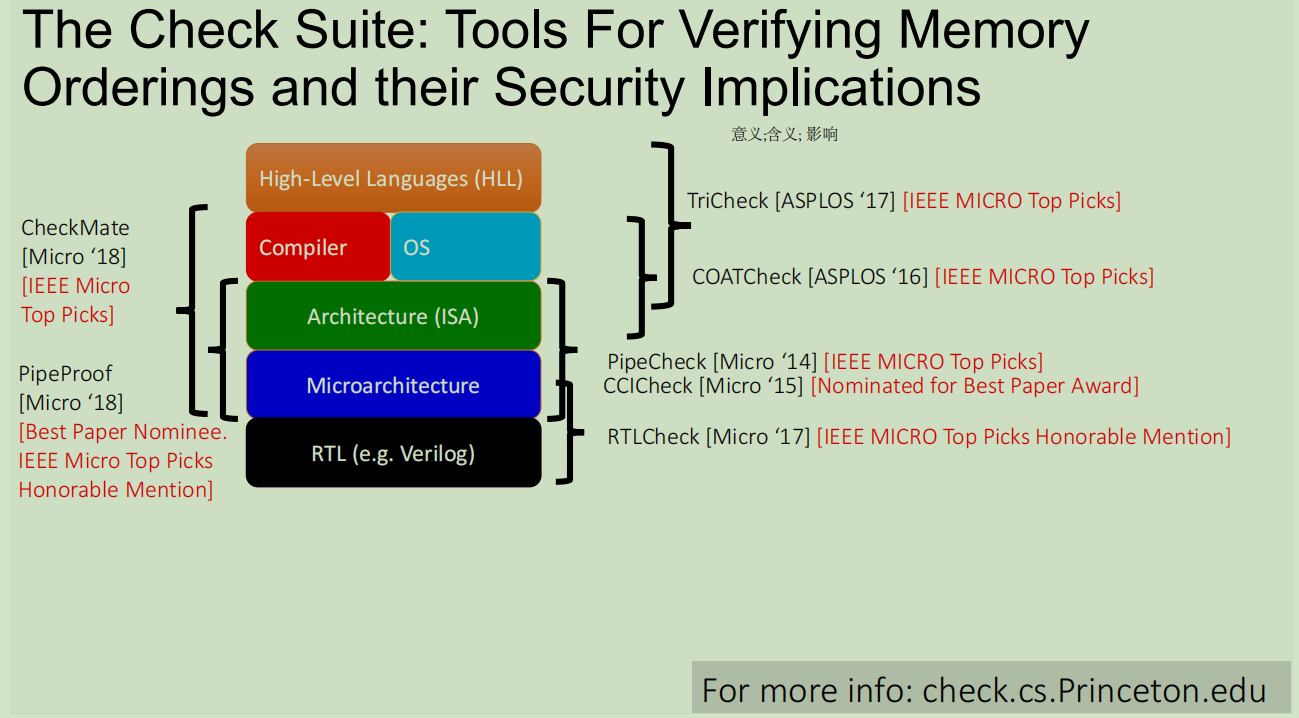 The Check Suite: Tools For Verifying Memory
Orderings and their Security Implications
意义;含义; 影响
High-Level Languages (HLL)
Compiler
OS
Architecture (ISA)
Microarchitecture
RTL (e.g. Verilog)
CheckMate
[Micro ‘18]
[IEEE Micro
Top Picks]
PipeProof
[Micro ‘18]
[Best Paper Nominee.
IEEE Micro Top Picks
Honorable Mention]
TriCheck [ASPLOS ‘17] [IEEE MICRO Top Picks]
COATCheck [ASPLOS ‘16] [IEEE MICRO Top Picks]
PipeCheck [Micro ‘14] [IEEE MICRO Top Picks]
CCICheck [Micro ‘15] [Nominated for Best Paper Award]
RTLCheck [Micro ‘17] [IEEE MICRO Top Picks Honorable Mention]
For more info: check.cs.Princeton.edu